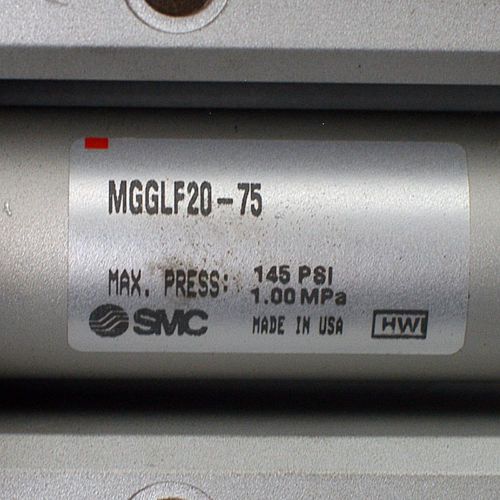 MGGLF20-75
MAX. PRESS: 145 PSI
1.00 MPa
SMC MADE IN USA HWI